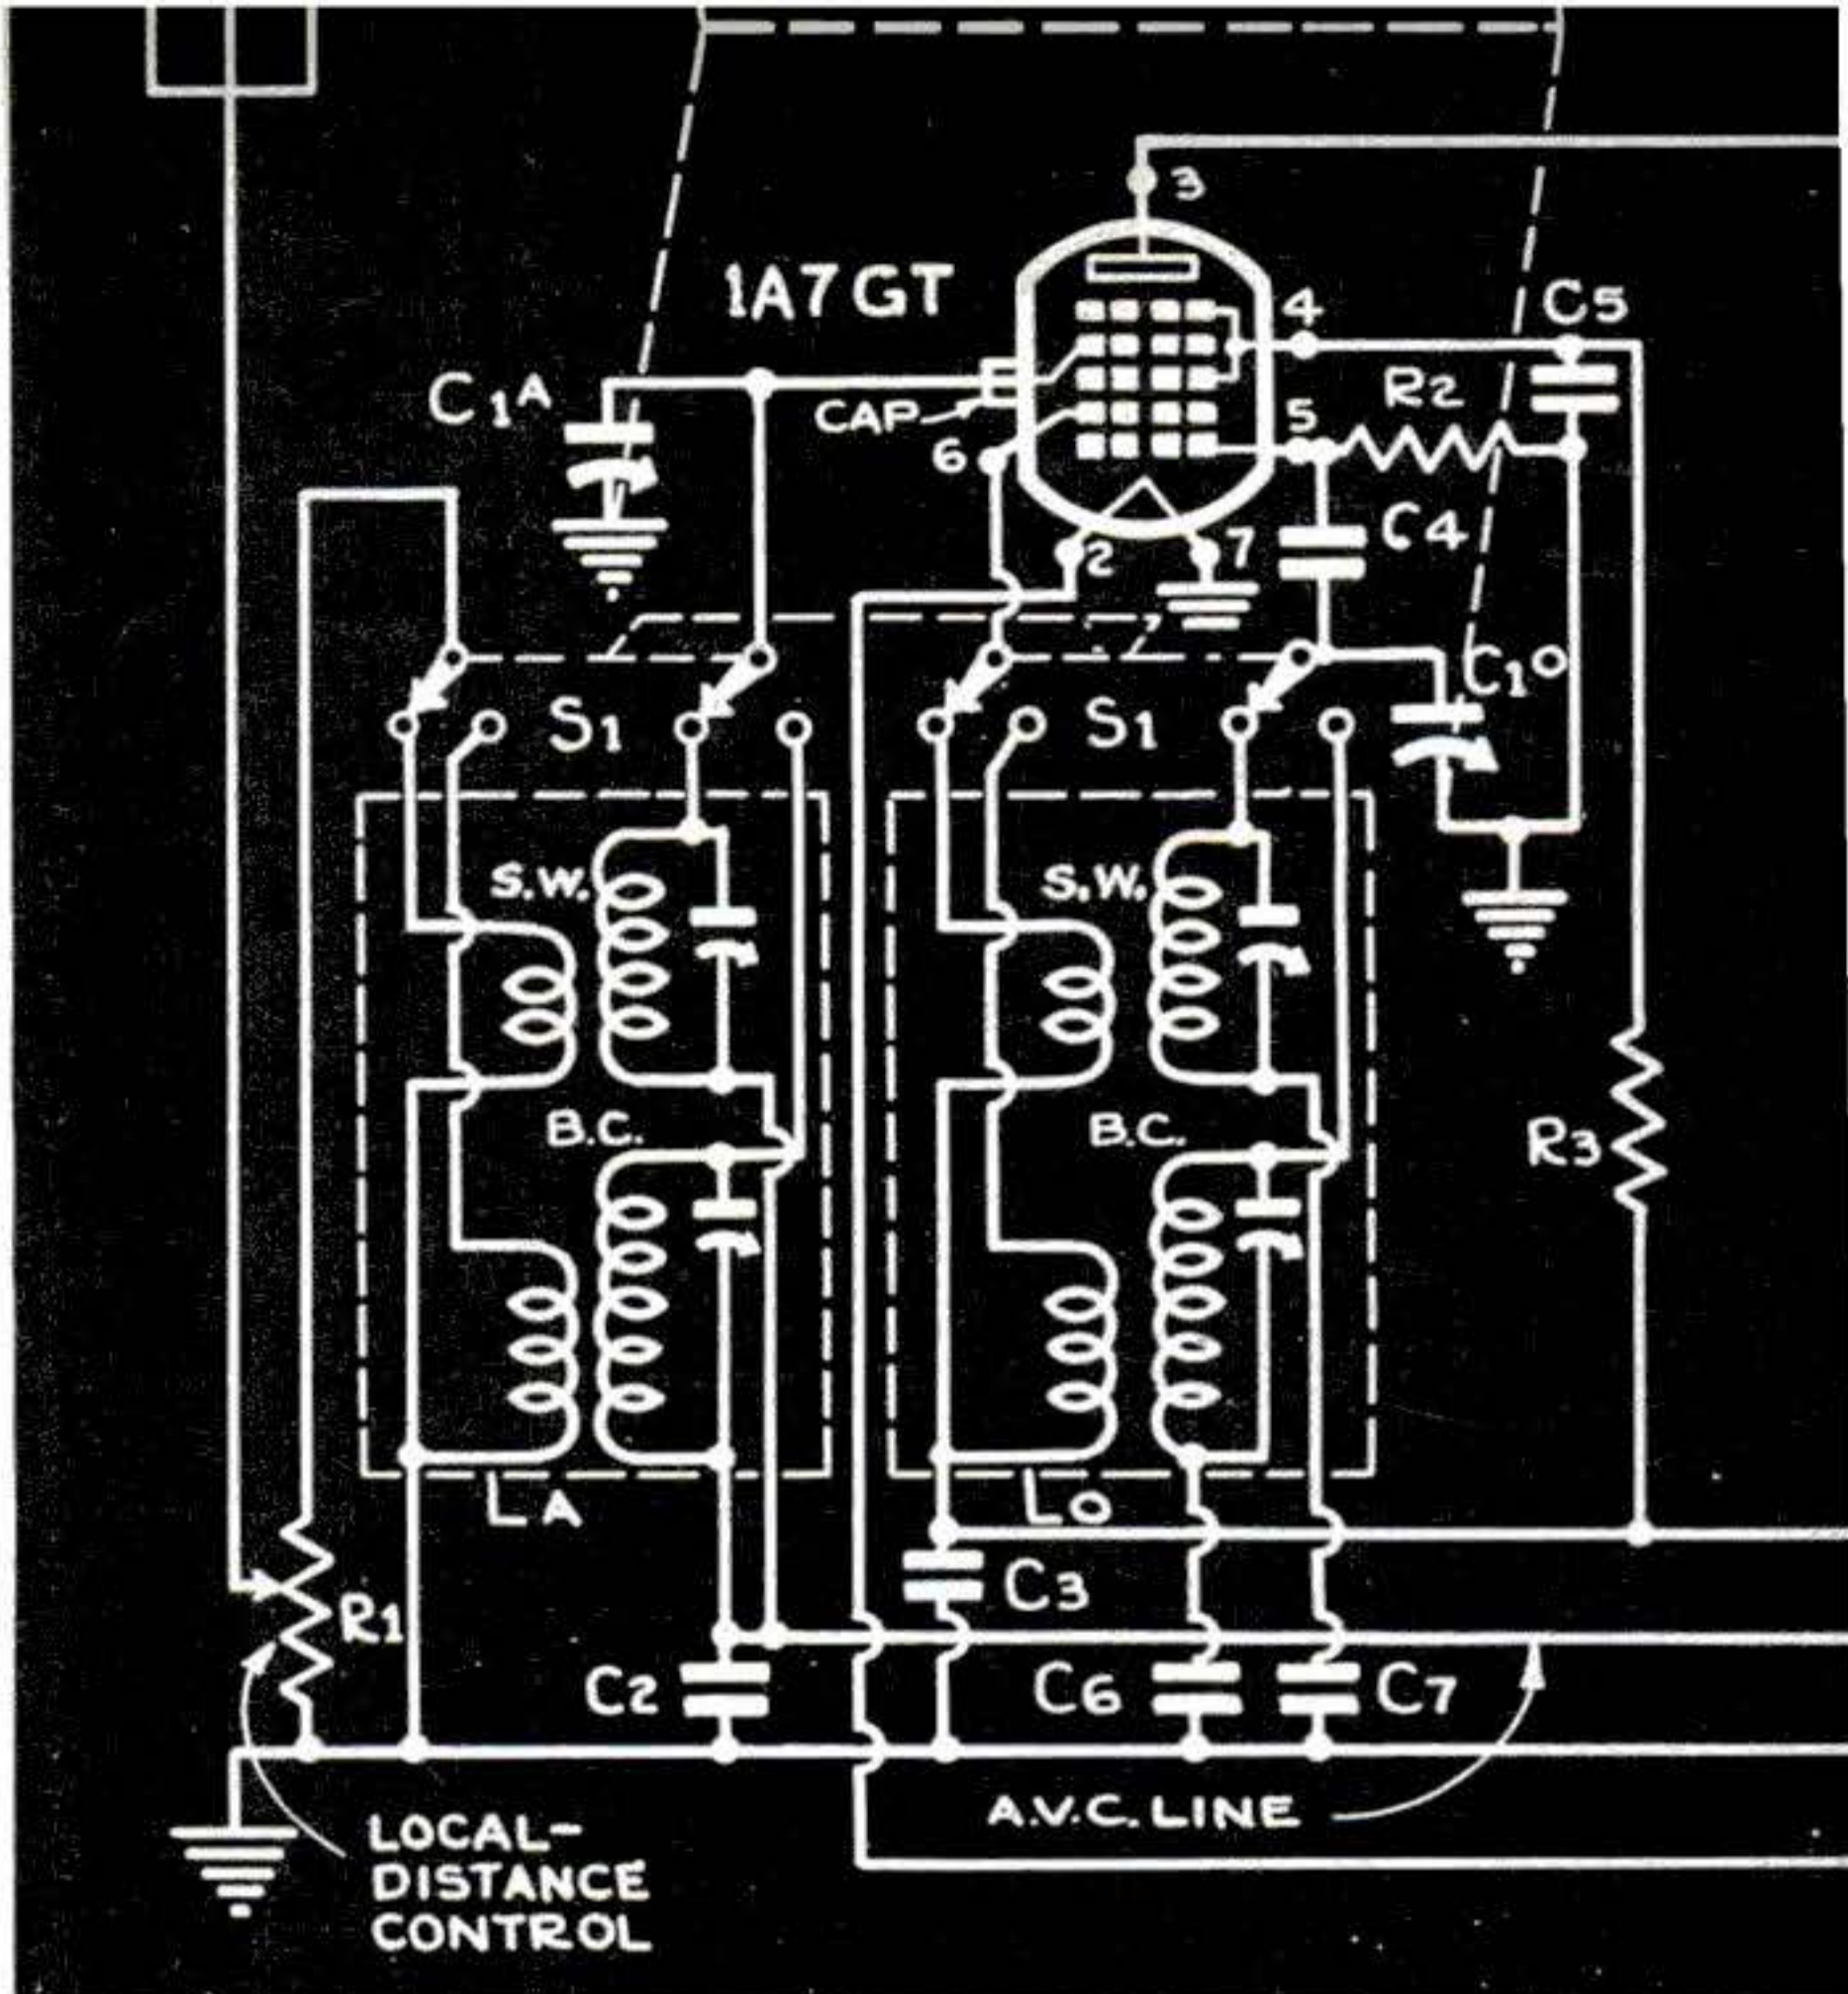 3
1A7GT
4
C5
C1A
CAP
R2
5
6
C4
2
7
C1O
S1
S1
S.W.
S.W.
B.C.
B.C.
R3
LA
LO
C3
R1
C2
C6
C7
A.V.C. LINE
LOCAL-
DISTANCE
CONTROL